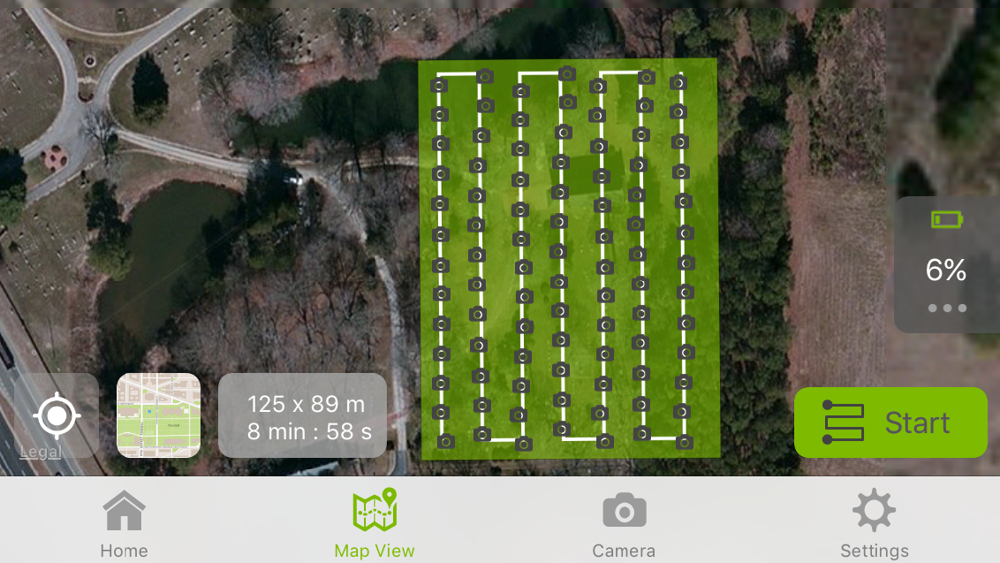 6%
125 x 89 m
8 min : 58 s
Start
Legal
Home
Map View
Camera
Settings